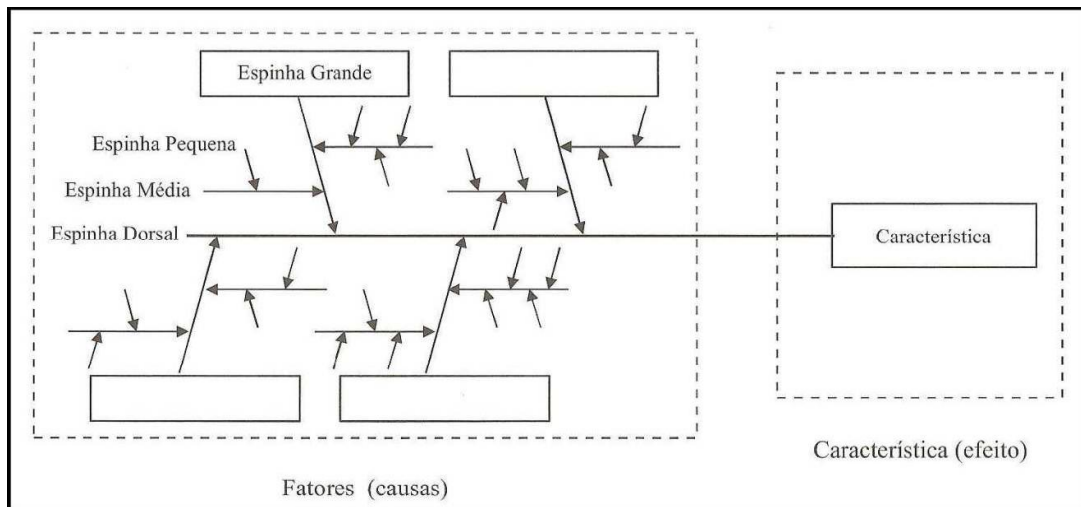 Espinha Grande
Espinha Pequena
Espinha Média
Espinha Dorsal
Característica
Característica (efeito)
Fatores (causas)